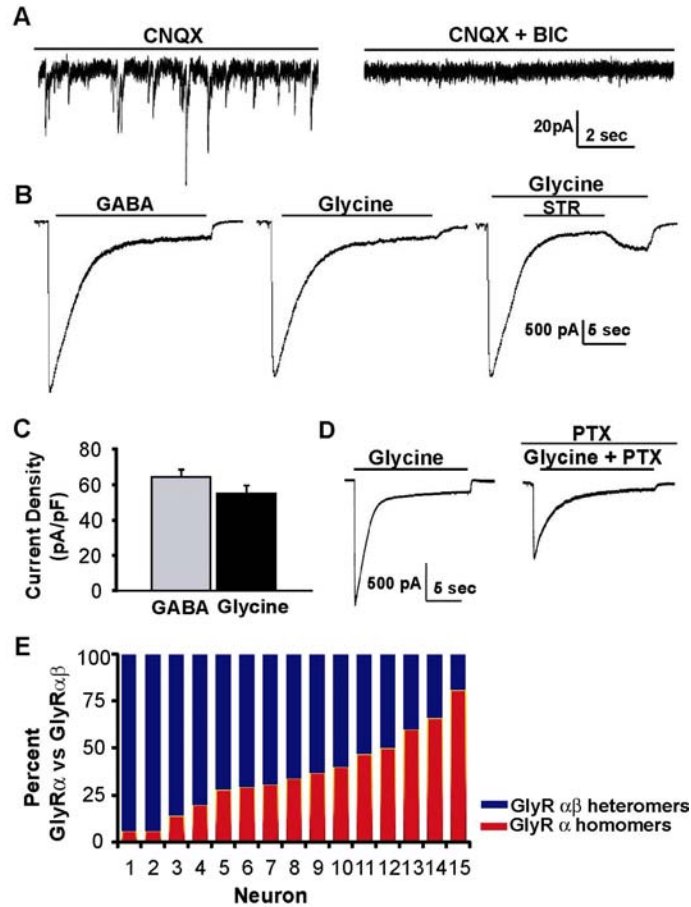 A
CNQX
CNQX + BIC
20pA
2 sec
B
GABA
Glycine
Glycine
STR
500 pA
5 sec
C
Current Density
(pA/pF)
80
60
40
20
0
GABA
Glycine
D
Glycine
PTX
Glycine + PTX
500 pA
5 sec
E
Percent
GlyRα vs GlyRαβ
100
75
50
25
0
1 2 3 4 5 6 7 8 9 10 11 12 13 14 15
Neuron
GlyR αβ heteromers
GlyR α homomers